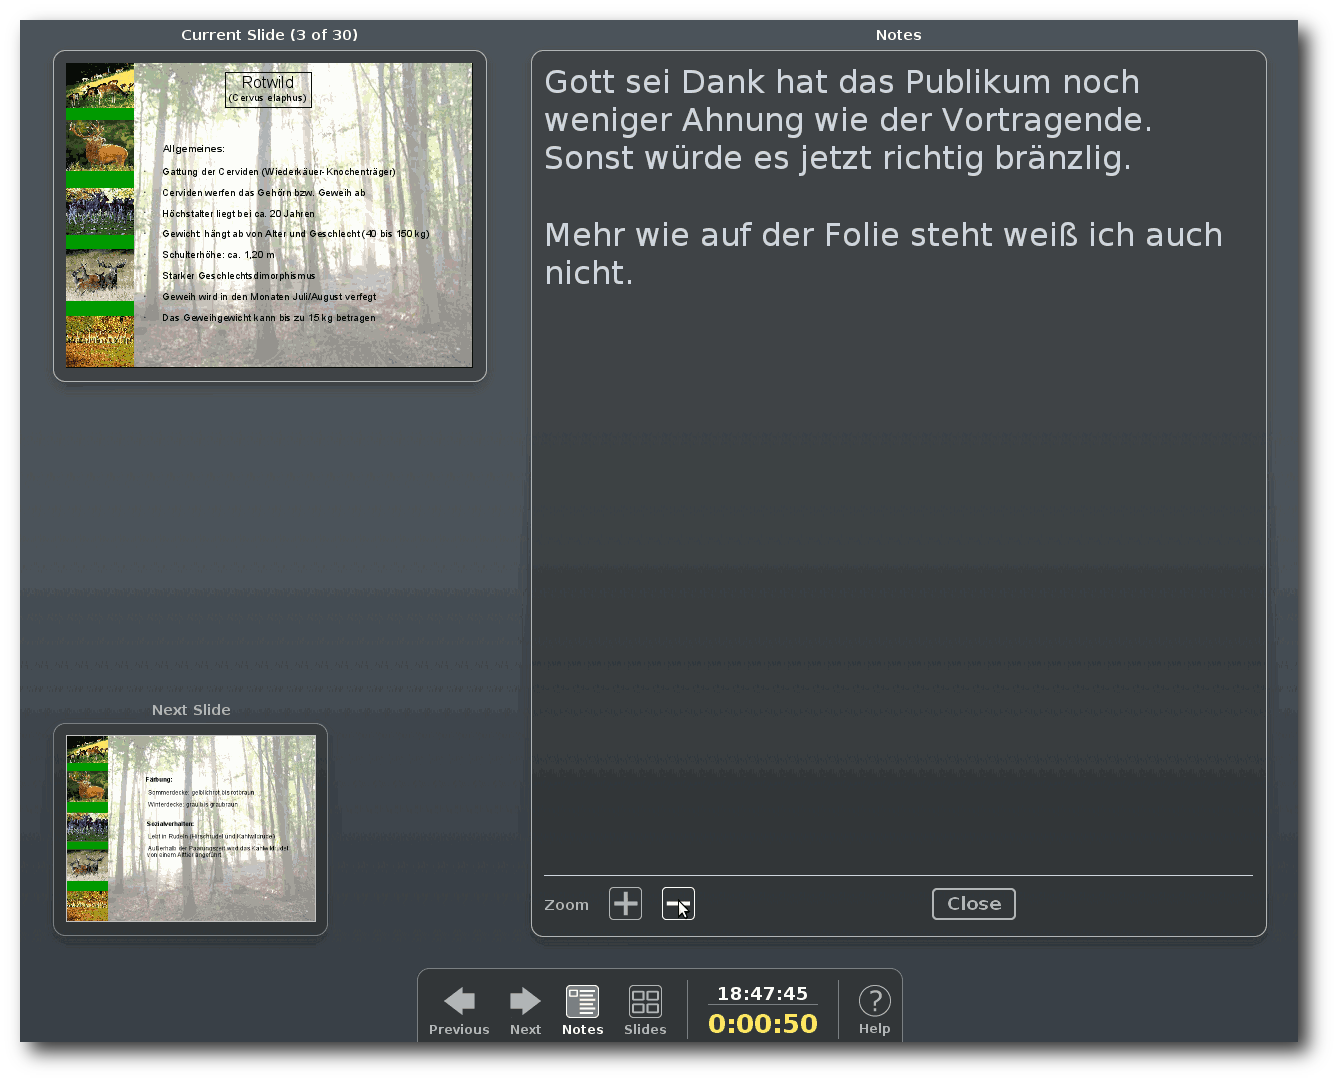 Current Slide (3 of 30)
Rotwild
(Cervus elaphus)
Allgemeines:
Gattung der Cerviden (Wiederkäuer- Knochenträger)
Cerviden werfen das Gehörn bzw. Geweih ab
Höchstalter liegt bei ca. 20 Jahren
Gewicht: hängt ab von Alter und Geschlecht (40 bis 150 kg)
Schulterhöhe: ca. 1,20 m
Starker Geschlechtsdimorphismus
Geweih wird in den Monaten Juli/August verfegt
Das Geweihgewicht kann bis zu 15 kg betragen
Notes
Gott sei Dank hat das Publikum noch
weniger Ahnung wie der Vortragende.
Sonst würde es jetzt richtig bränzlig.
Mehr wie auf der Folie steht weiß ich auch
nicht.
Next Slide
Färbung:
Sommerdecke: gelblichrot bis rotbraun
Winterdecke: grau bis graubraun
Sozialverhalten:
Lebt in Rudeln (Hirschrudel und Kahlwildrudel)
Außerhalb der Paarungszeit wird das Kahlwildrudel
von einem Alttier angeführt
Zoom
Close
Previous
Next
Notes
Slides
18:47:45
0:00:50
?
Help